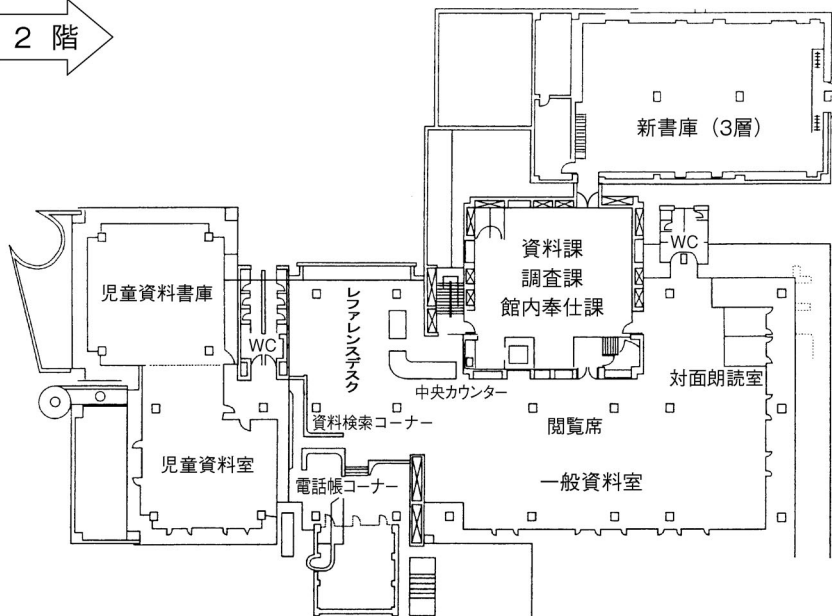 2 階
新書庫（3層）
資料課
調査課
館内奉仕課
WC
児童資料書庫
レファレンスデスク
WC
対面朗読室
中央カウンター
資料検索コーナー
閲覧席
児童資料室
電話帳コーナー
一般資料室